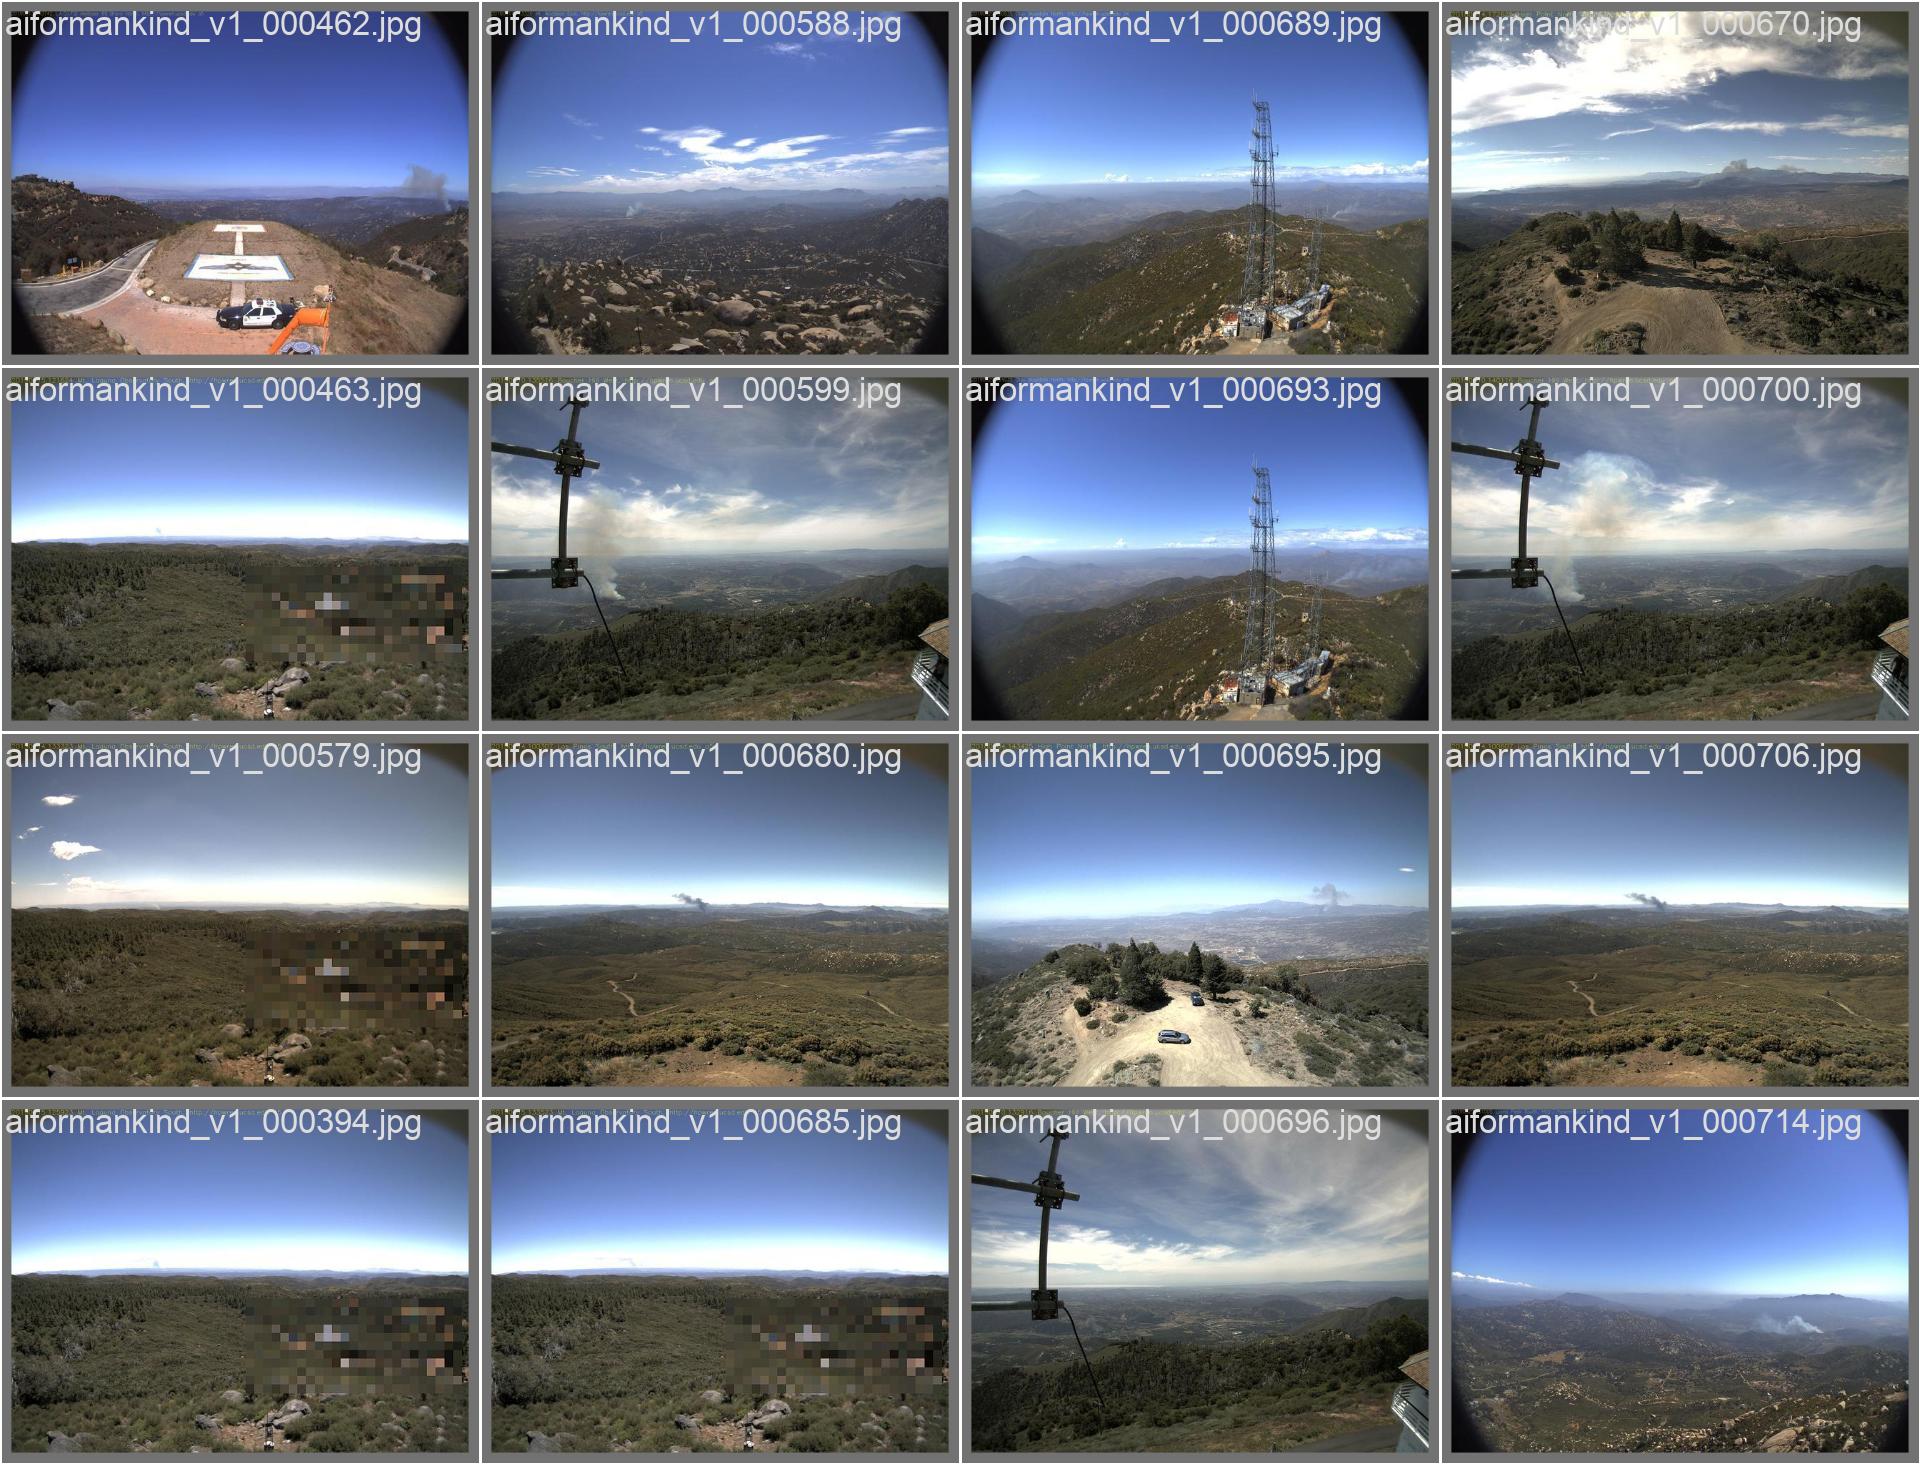 aiformankind_v1_000462.jpg
aiformankind_v1_000588.jpg
aiformankind_v1_000689.jpg
aiformankind_v1_000670.jpg
aiformankind_v1_000463.jpg
aiformankind_v1_000599.jpg
aiformankind_v1_000693.jpg
aiformankind_v1_000700.jpg
aiformankind_v1_000579.jpg
aiformankind_v1_000680.jpg
aiformankind_v1_000695.jpg
aiformankind_v1_000706.jpg
aiformankind_v1_000394.jpg
aiformankind_v1_000685.jpg
aiformankind_v1_000696.jpg
aiformankind_v1_000714.jpg